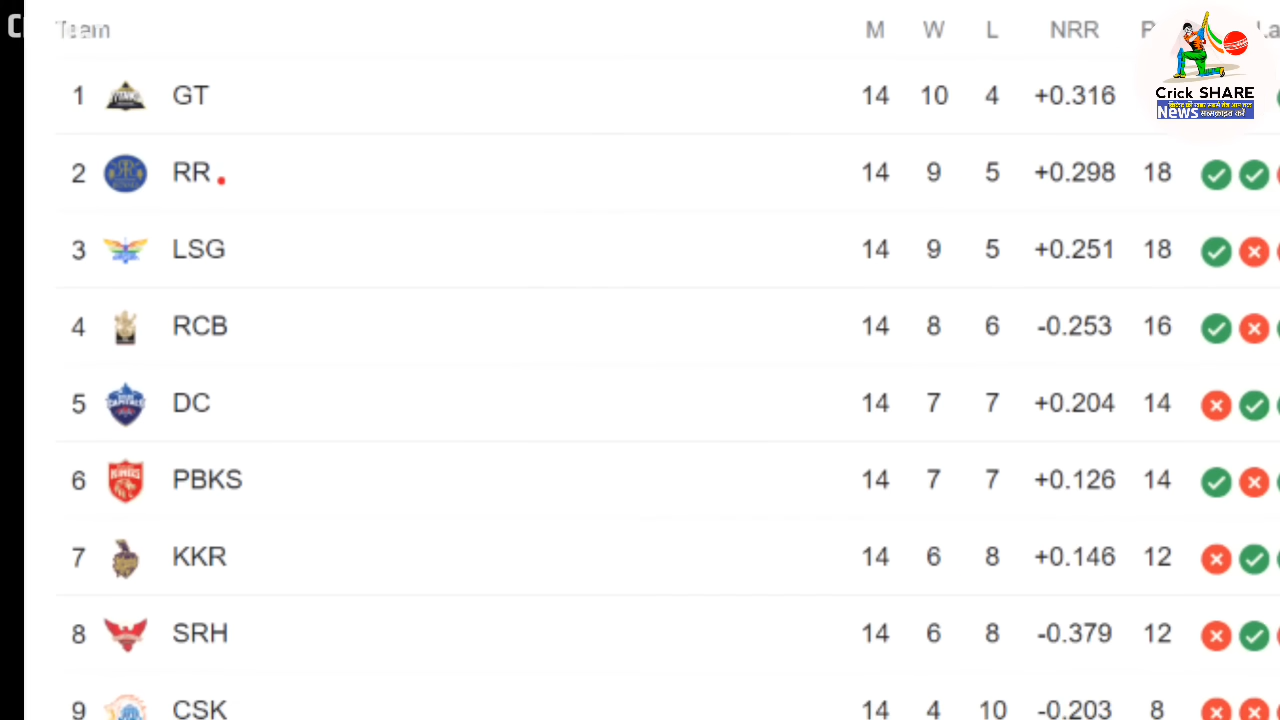 Team M W L NRR
1 GT 14 10 4 +0.316
2 RR 14 9 5 +0.298 18
3 LSG 14 9 5 +0.251 18
4 RCB 14 8 6 -0.253 16
5 DC 14 7 7 +0.204 14
6 PBKS 14 7 7 +0.126 14
7 KKR 14 6 8 +0.146 12
8 SRH 14 6 8 -0.379 12
9 CSK 14 4 10 -0.203 8
Crick SHARE
News
सब्सक्राइब करें